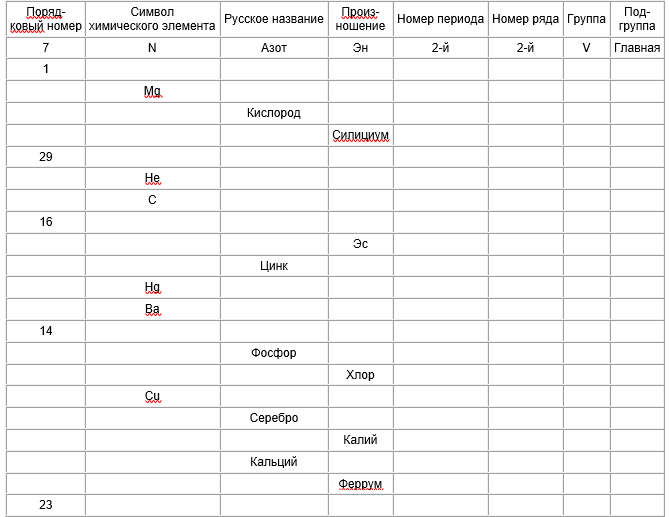 Поряд- Символ Русское название Произ- Номер периода Номер ряда Группа Под-
ковый номер химического элемента ношение группа
7 N Азот Эн 2-й 2-й V Главная
1
Mg
Кислород
Силициум
29
He
C
16
Эс
Цинк
Hg
Ba
14
Фосфор
Хлор
Cu
Серебро
Калий
Кальций
Феррум
23